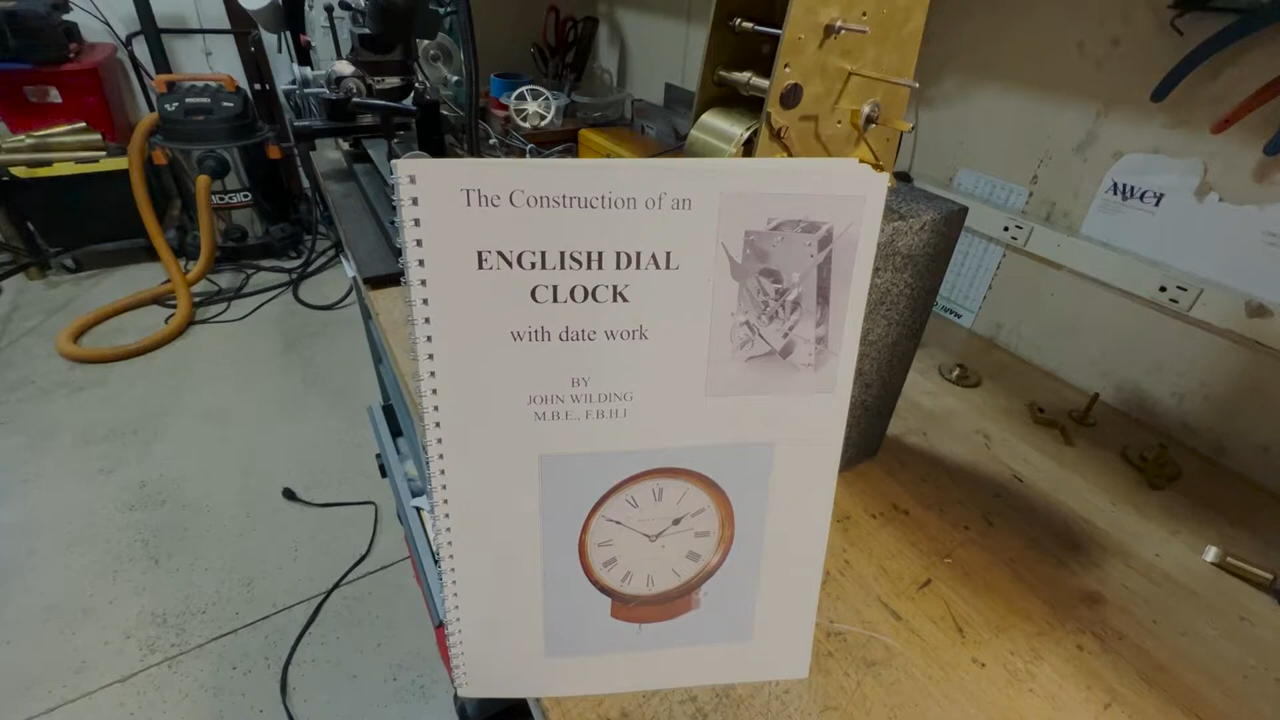 The Construction of an
ENGLISH DIAL
CLOCK
with date work
BY
JOHN WILDING
M.B.E., F.B.H.I
RIDGID
AWCI